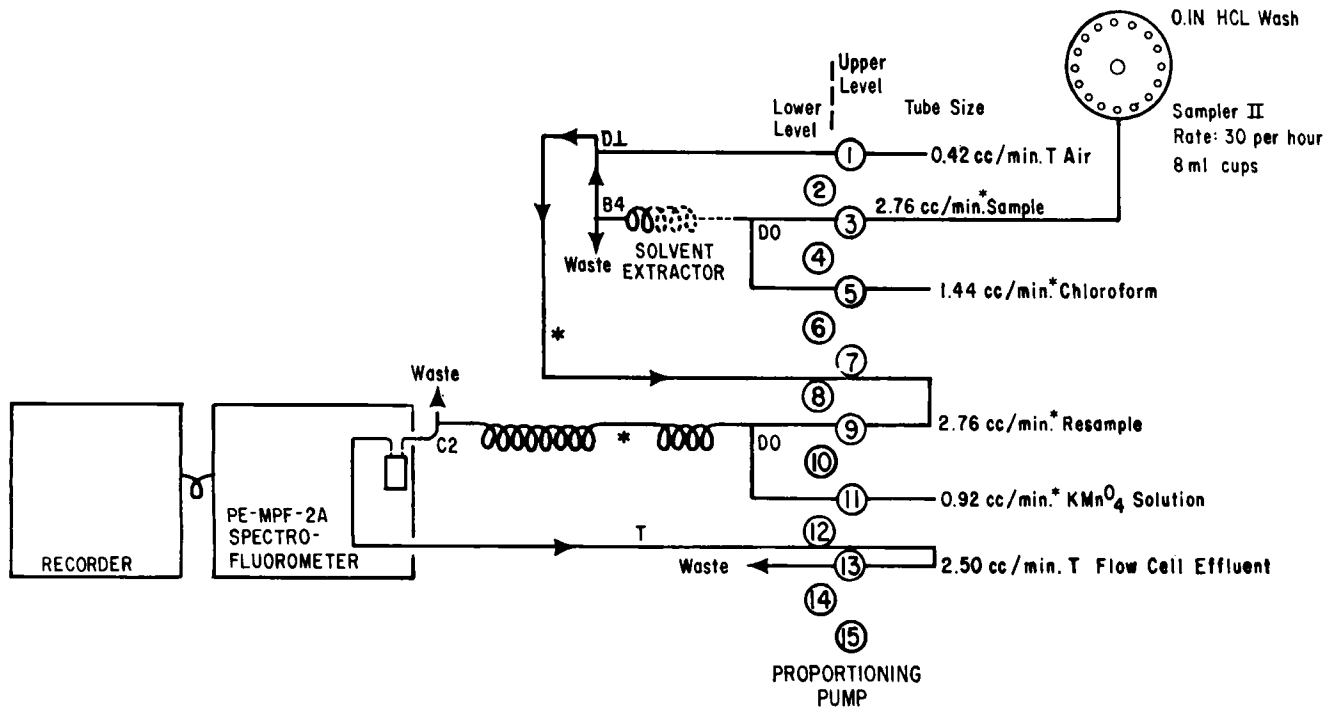 O.IN HCL Wash
Sampler II
Rate: 30 per hour
8 ml cups
Upper
Level
Lower
Level
Tube Size
D1
1
0.42 cc/min. T Air
2
B4
3
2.76 cc/min.* Sample
DO
Waste
SOLVENT
EXTRACTOR
4
5
1.44 cc/min.* Chloroform
6
*
7
Waste
8
C2
*
DO
9
2.76 cc/min.* Resample
10
11
0.92 cc/min.* KMnO4 Solution
PE-MPF-2A
SPECTRO-
FLUOROMETER
RECORDER
T
12
Waste
13
2.50 cc/min. T Flow Cell Effluent
14
15
PROPORTIONING
PUMP